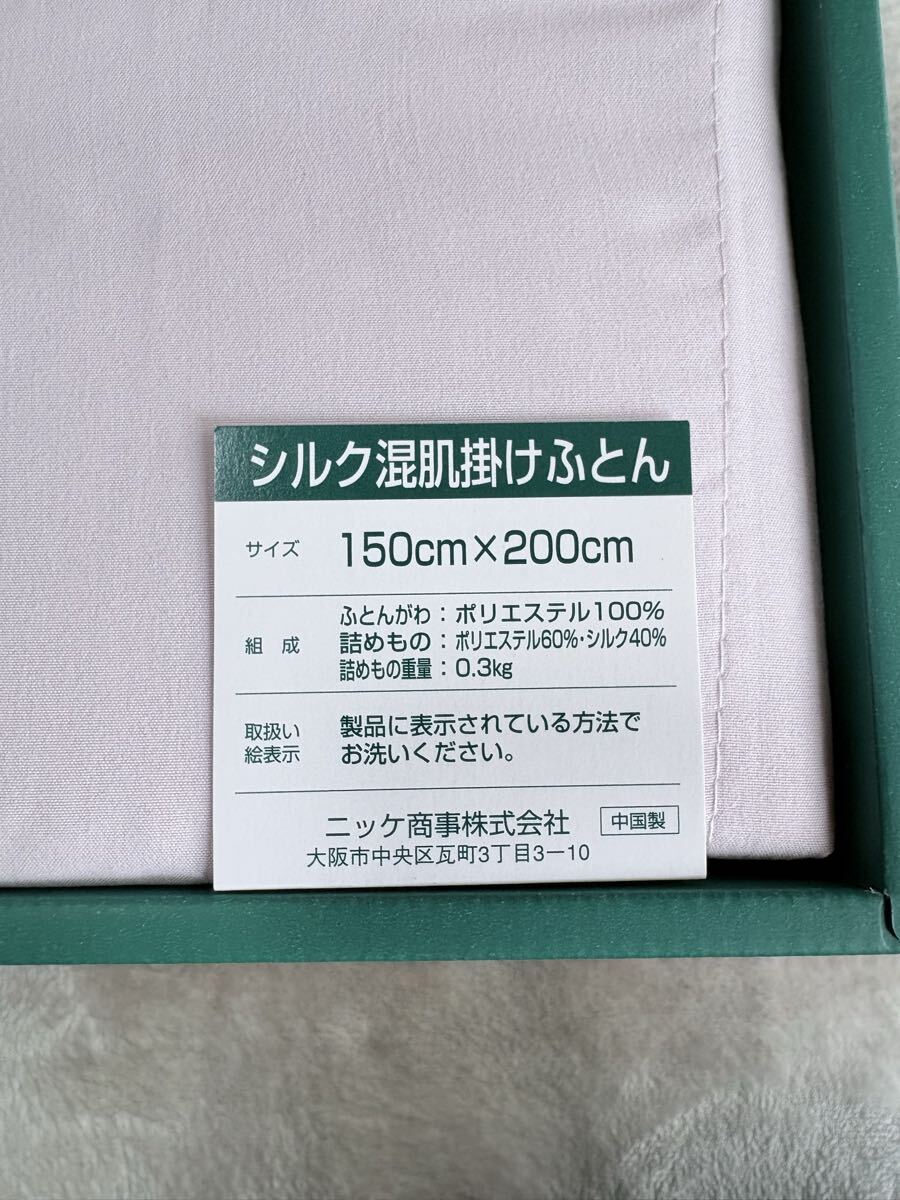 シルク混肌掛けふとん
サイズ 150cm×200cm
組成 ふとんがわ：ポリエステル100%
詰めもの：ポリエステル60%・シルク40%
詰めもの重量：0.3kg
取扱い絵表示 製品に表示されている方法で
お洗いください。
ニッケ商事株式会社 中国製
大阪市中央区瓦町3丁目3ー10